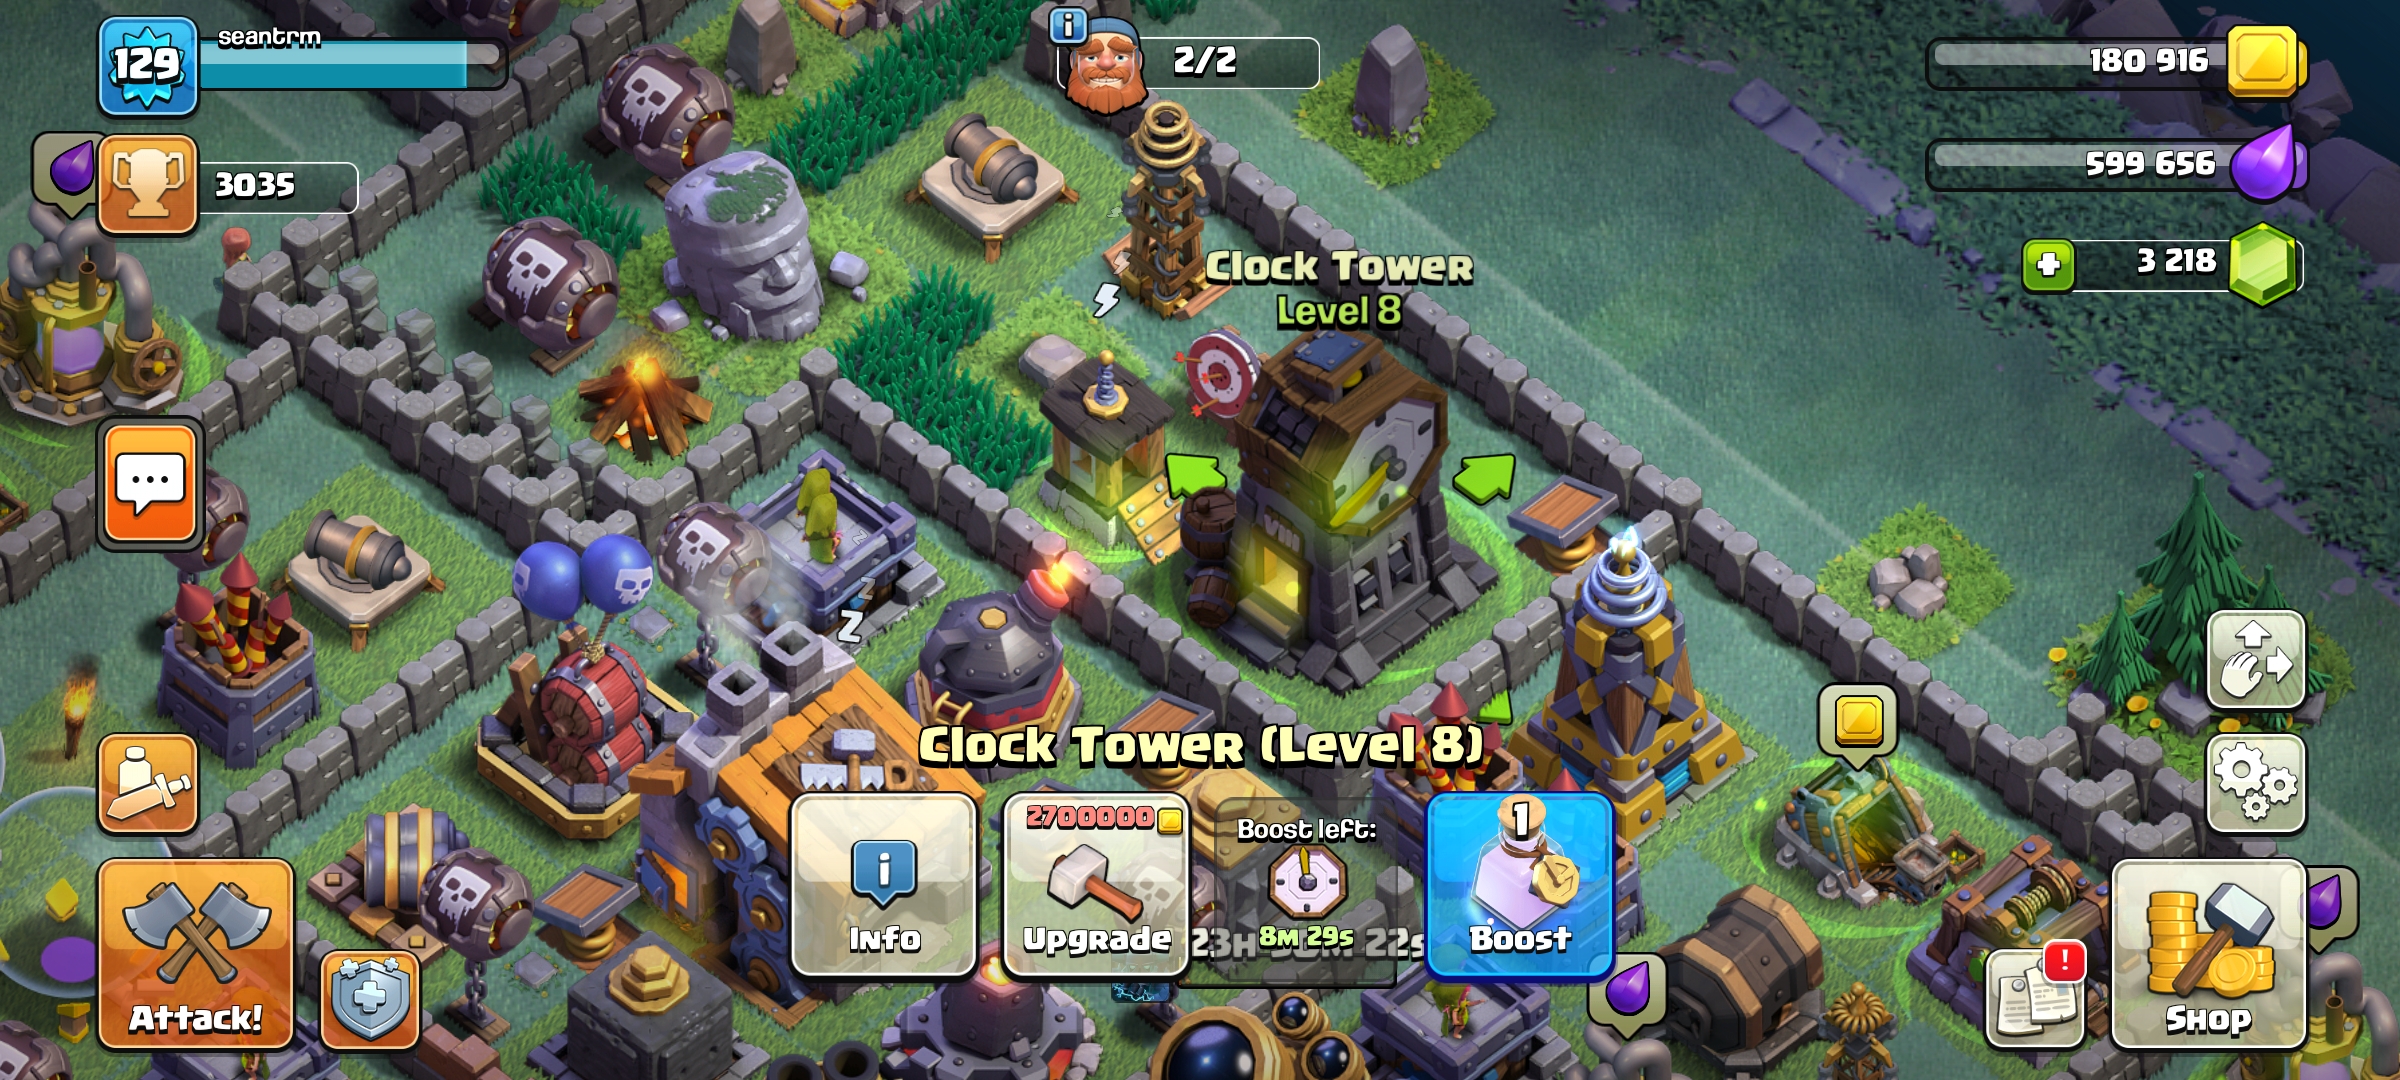 129
seantrm
2/2
180 916
3035
599 656
3 218
Clock Tower
Level 8
VIII
z
z
Z
Clock Tower (Level 8)
2700000
Boost left:
1
Info
Upgrade
8M 29s
Boost
Attack!
!
Shop